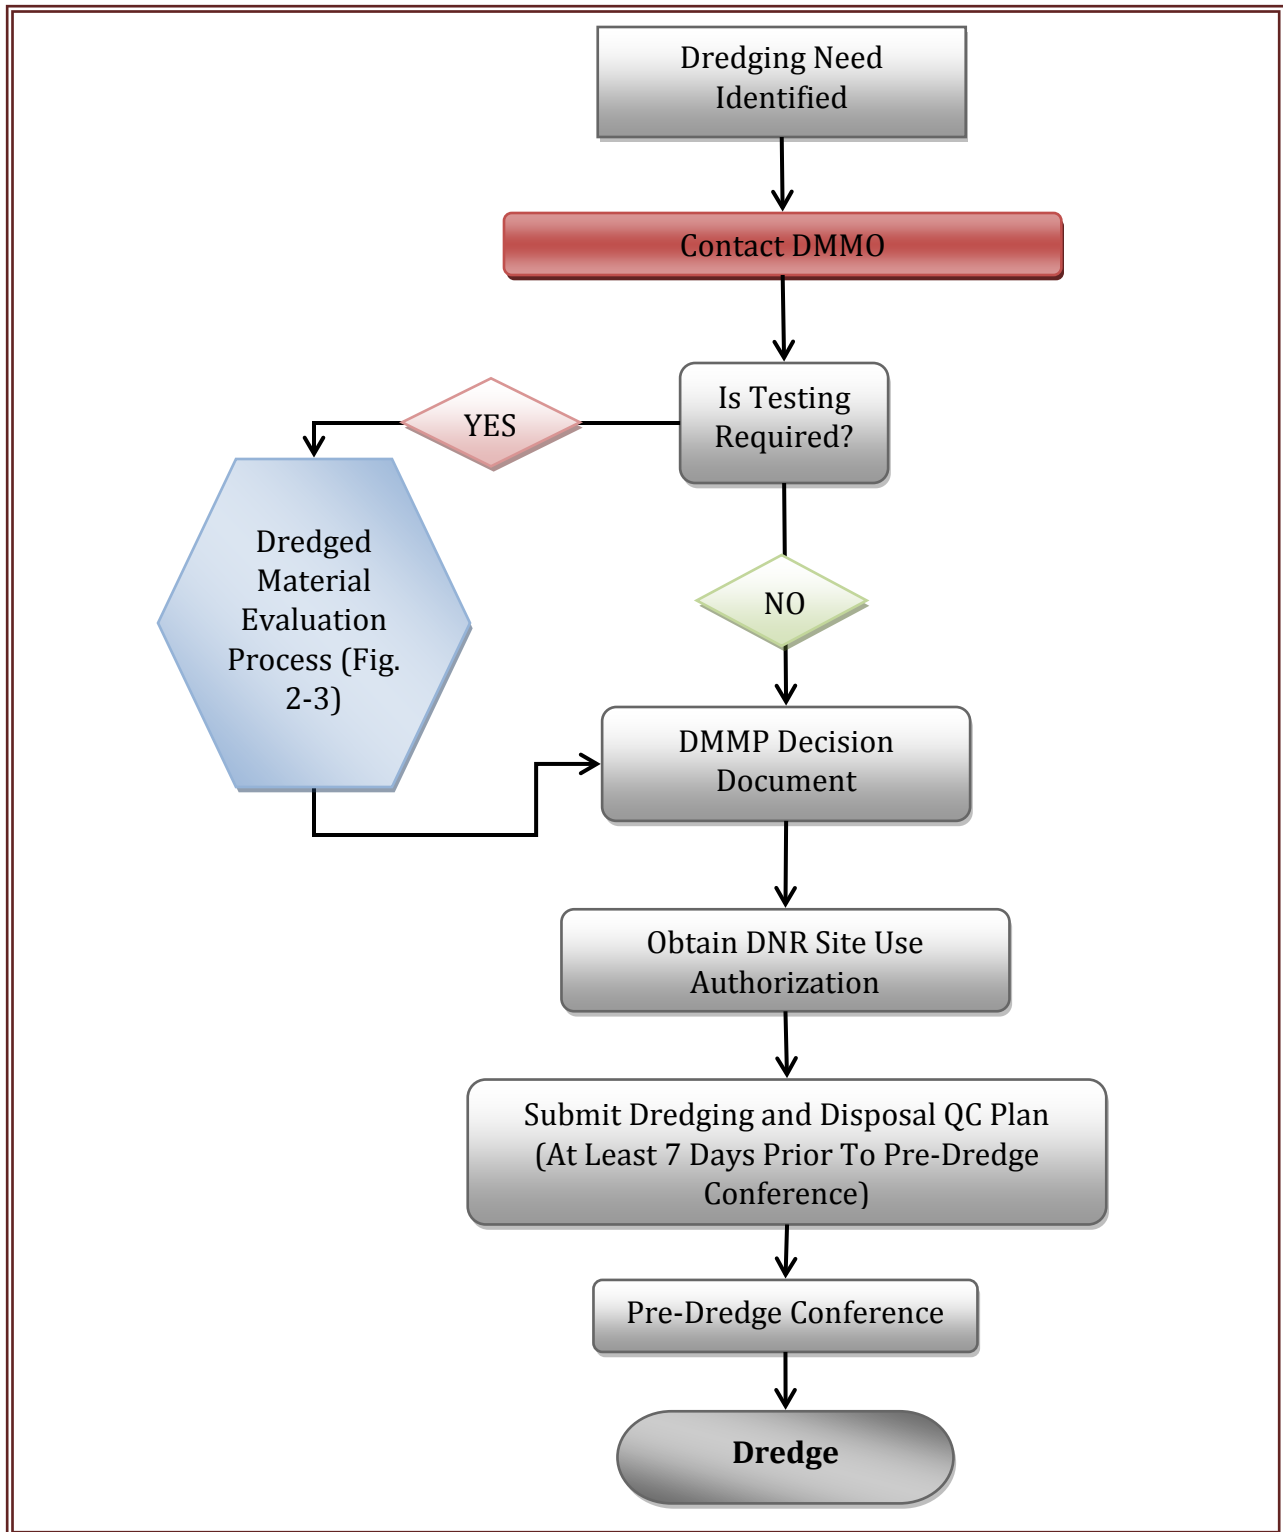 Dredging Need
Identified
Contact DMMO
Is Testing
Required?
YES
NO
Dredged
Material
Evaluation
Process (Fig.
2-3)
DMMP Decision
Document
Obtain DNR Site Use
Authorization
Submit Dredging and Disposal QC Plan
(At Least 7 Days Prior To Pre-Dredge
Conference)
Pre-Dredge Conference
Dredge